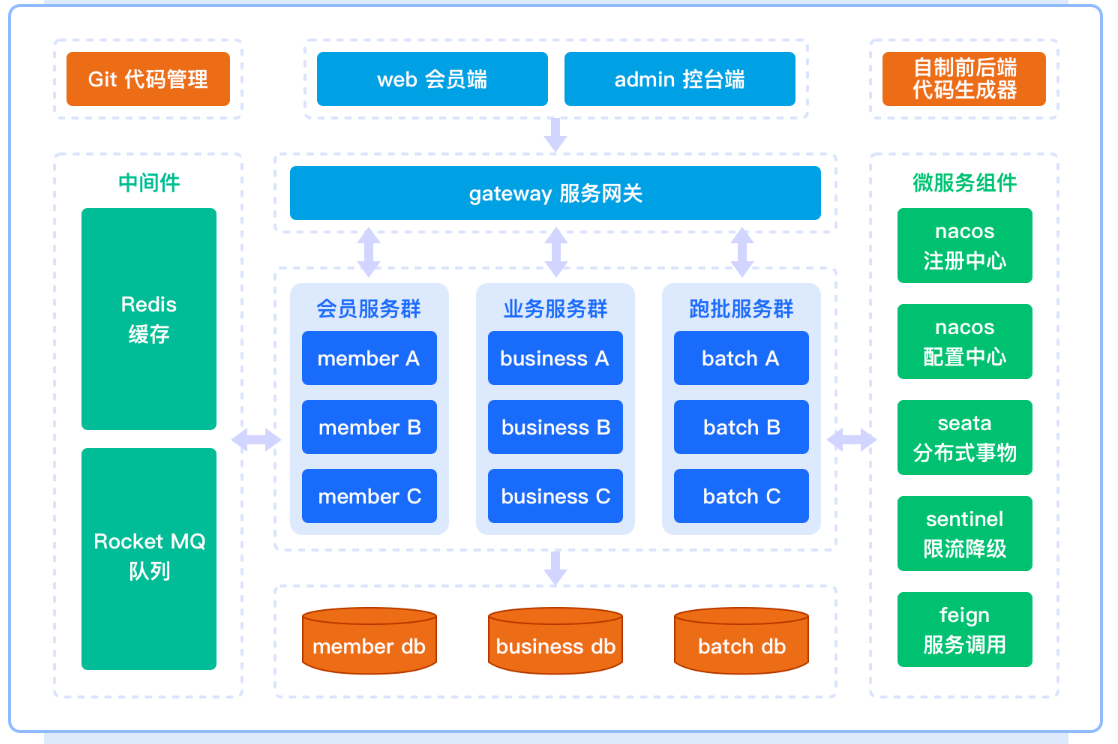 Git 代码管理
web 会员端
admin 控台端
自制前后端
代码生成器
gateway 服务网关
中间件
Redis
缓存
Rocket MQ
队列
会员服务群
member A
member B
member C
业务服务群
business A
business B
business C
跑批服务群
batch A
batch B
batch C
member db
business db
batch db
微服务组件
nacos
注册中心
nacos
配置中心
seata
分布式事物
sentinel
限流降级
feign
服务调用